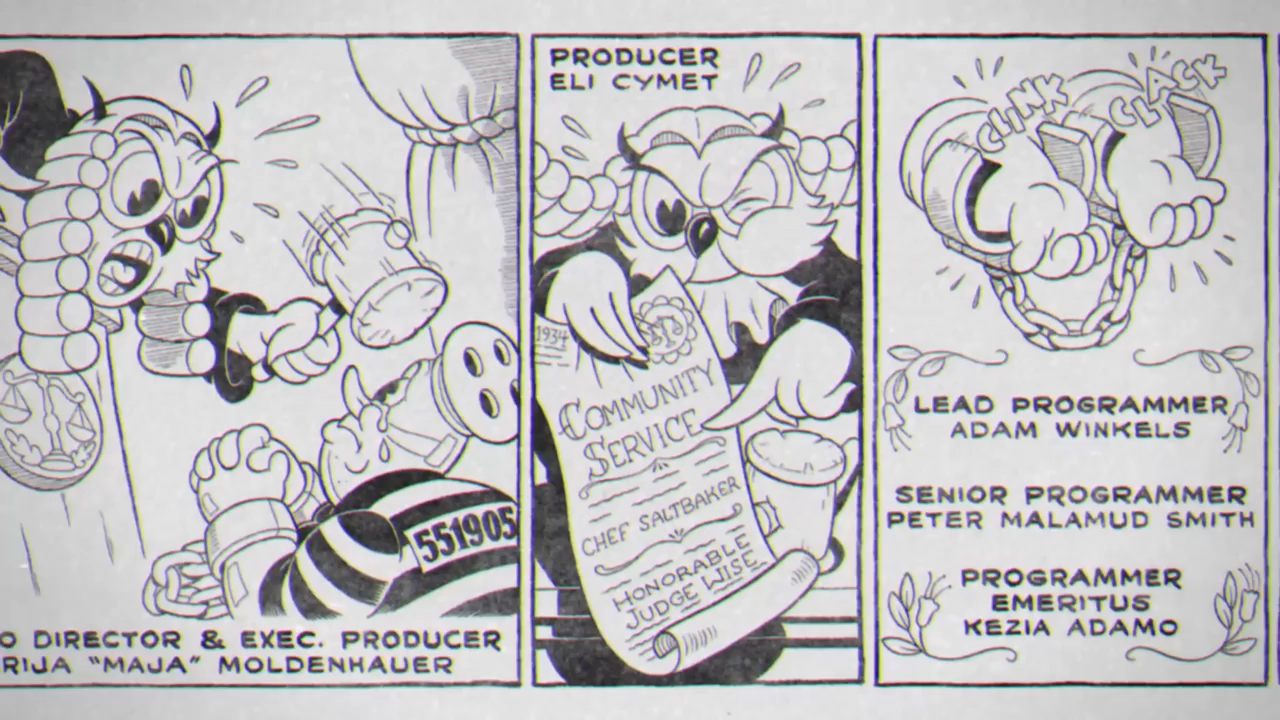 551905
O DIRECTOR & EXEC. PRODUCER
RIJA "MAJA" MOLDENHAUER
PRODUCER
ELI CYMET
1934
COMMUNITY
SERVICE
CHEF SALTBAKER
HONORABLE
JUDGE WISE
CLINK
CLACK
LEAD PROGRAMMER
ADAM WINKELS
SENIOR PROGRAMMER
PETER MALAMUD SMITH
PROGRAMMER
EMERITUS
KEZIA ADAMO